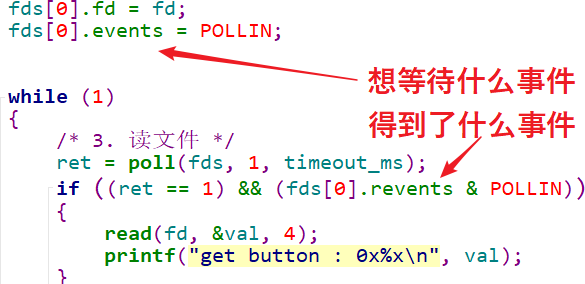 fds[0].fd = fd;
fds[0].events = POLLIN;
想等待什么事件
while (1)
得到了什么事件
{
/* 3. 读文件 */
ret = poll(fds, 1, timeout_ms);
if ((ret == 1) && (fds[0].revents & POLLIN))
{
read(fd, &val, 4);
printf("get button : 0x%x\n", val);
}